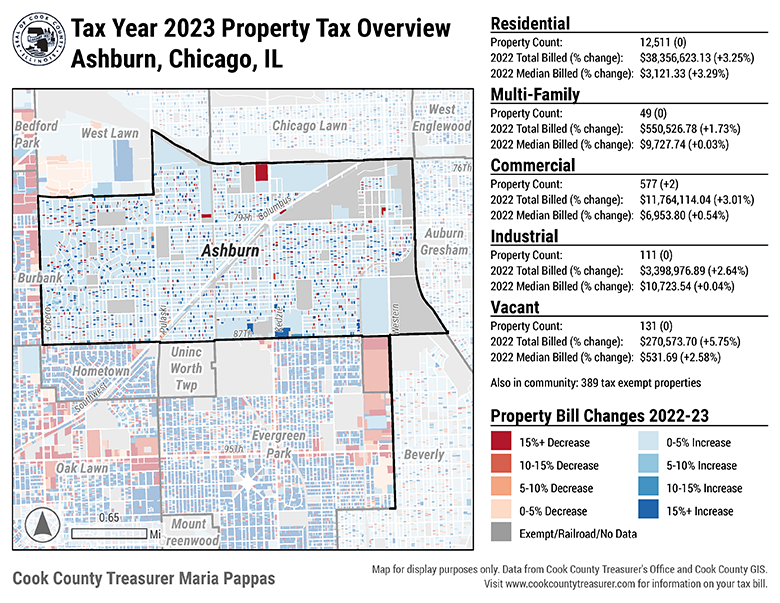 Tax Year 2023 Property Tax Overview
Ashburn, Chicago, IL
SEAL OF COOK COUNTY
ILLINOIS
Bedford
Park
West Lawn
Chicago Lawn
West
Englewood
76Th
79Th
Columbus
Ashburn
Auburn
Gresham
Burbank
Cicero
Pulaski
Kedzie
Western
87Th
Hometown
Uninc
Worth
Twp
Southwest
Evergreen
Park
95Th
Oak Lawn
Beverly
Mount
Greenwood
0.65
Mi
Residential
Property Count: 12,511 (0)
2022 Total Billed (% change): $38,356,623.13 (+3.25%)
2022 Median Billed (% change): $3,121.33 (+3.29%)
Multi-Family
Property Count: 49 (0)
2022 Total Billed (% change): $550,526.78 (+1.73%)
2022 Median Billed (% change): $9,727.74 (+0.03%)
Commercial
Property Count: 577 (+2)
2022 Total Billed (% change): $11,764,114.04 (+3.01%)
2022 Median Billed (% change): $6,953.80 (+0.54%)
Industrial
Property Count: 111 (0)
2022 Total Billed (% change): $3,398,976.89 (+2.64%)
2022 Median Billed (% change): $10,723.54 (+0.04%)
Vacant
Property Count: 131 (0)
2022 Total Billed (% change): $270,573.70 (+5.75%)
2022 Median Billed (% change): $531.69 (+2.58%)
Also in community: 389 tax exempt properties
Property Bill Changes 2022-23
15%+ Decrease
10-15% Decrease
5-10% Decrease
0-5% Decrease
Exempt/Railroad/No Data
0-5% Increase
5-10% Increase
10-15% Increase
15%+ Increase
Cook County Treasurer Maria Pappas
Map for display purposes only. Data from Cook County Treasurer's Office and Cook County GIS.
Visit www.cookcountytreasurer.com for information on your tax bill.